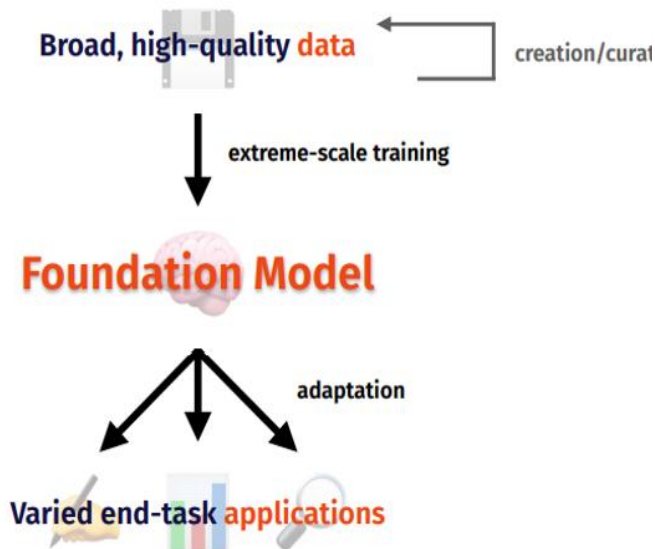 Broad, high-quality data
creation/curat
extreme-scale training
Foundation Model
adaptation
Varied end-task applications